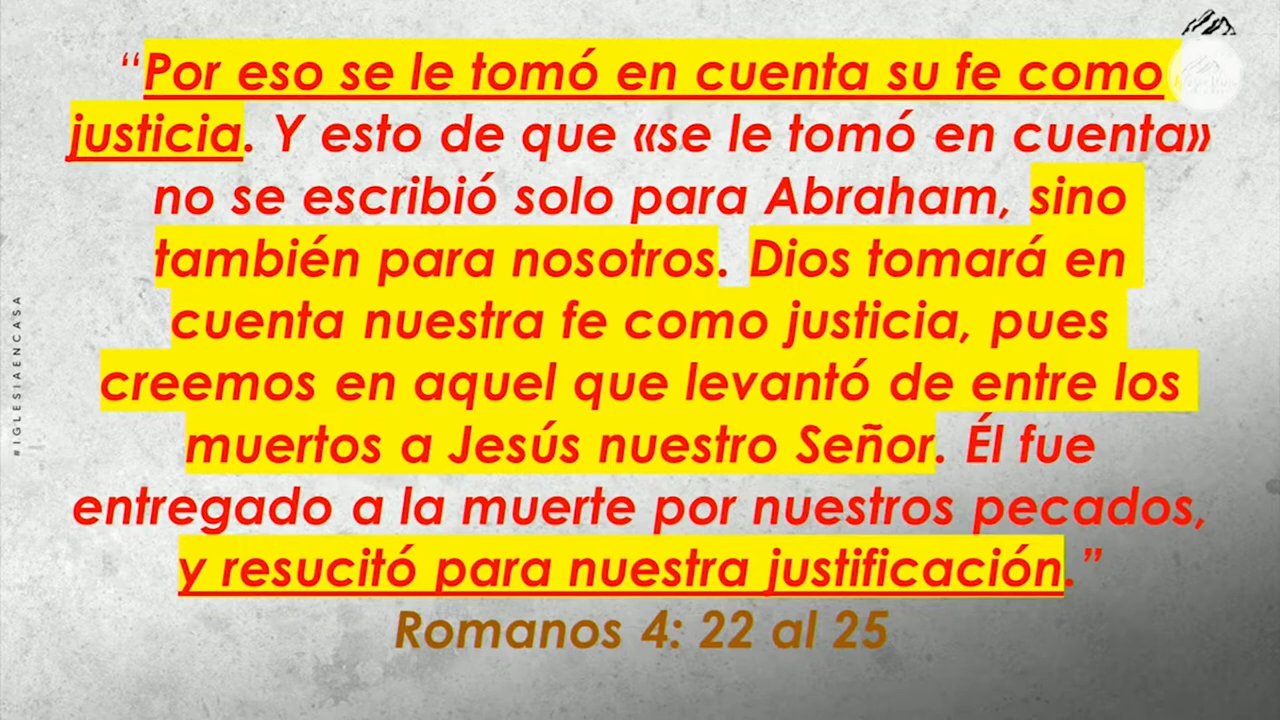 “Por eso se le tomó en cuenta su fe como
justicia. Y esto de que «se le tomó en cuenta»
no se escribió solo para Abraham, sino
también para nosotros. Dios tomará en
cuenta nuestra fe como justicia, pues
creemos en aquel que levantó de entre los
muertos a Jesús nuestro Señor. Él fue
entregado a la muerte por nuestros pecados,
y resucitó para nuestra justificación.”
Romanos 4: 22 al 25
#IGLESIAENCASA